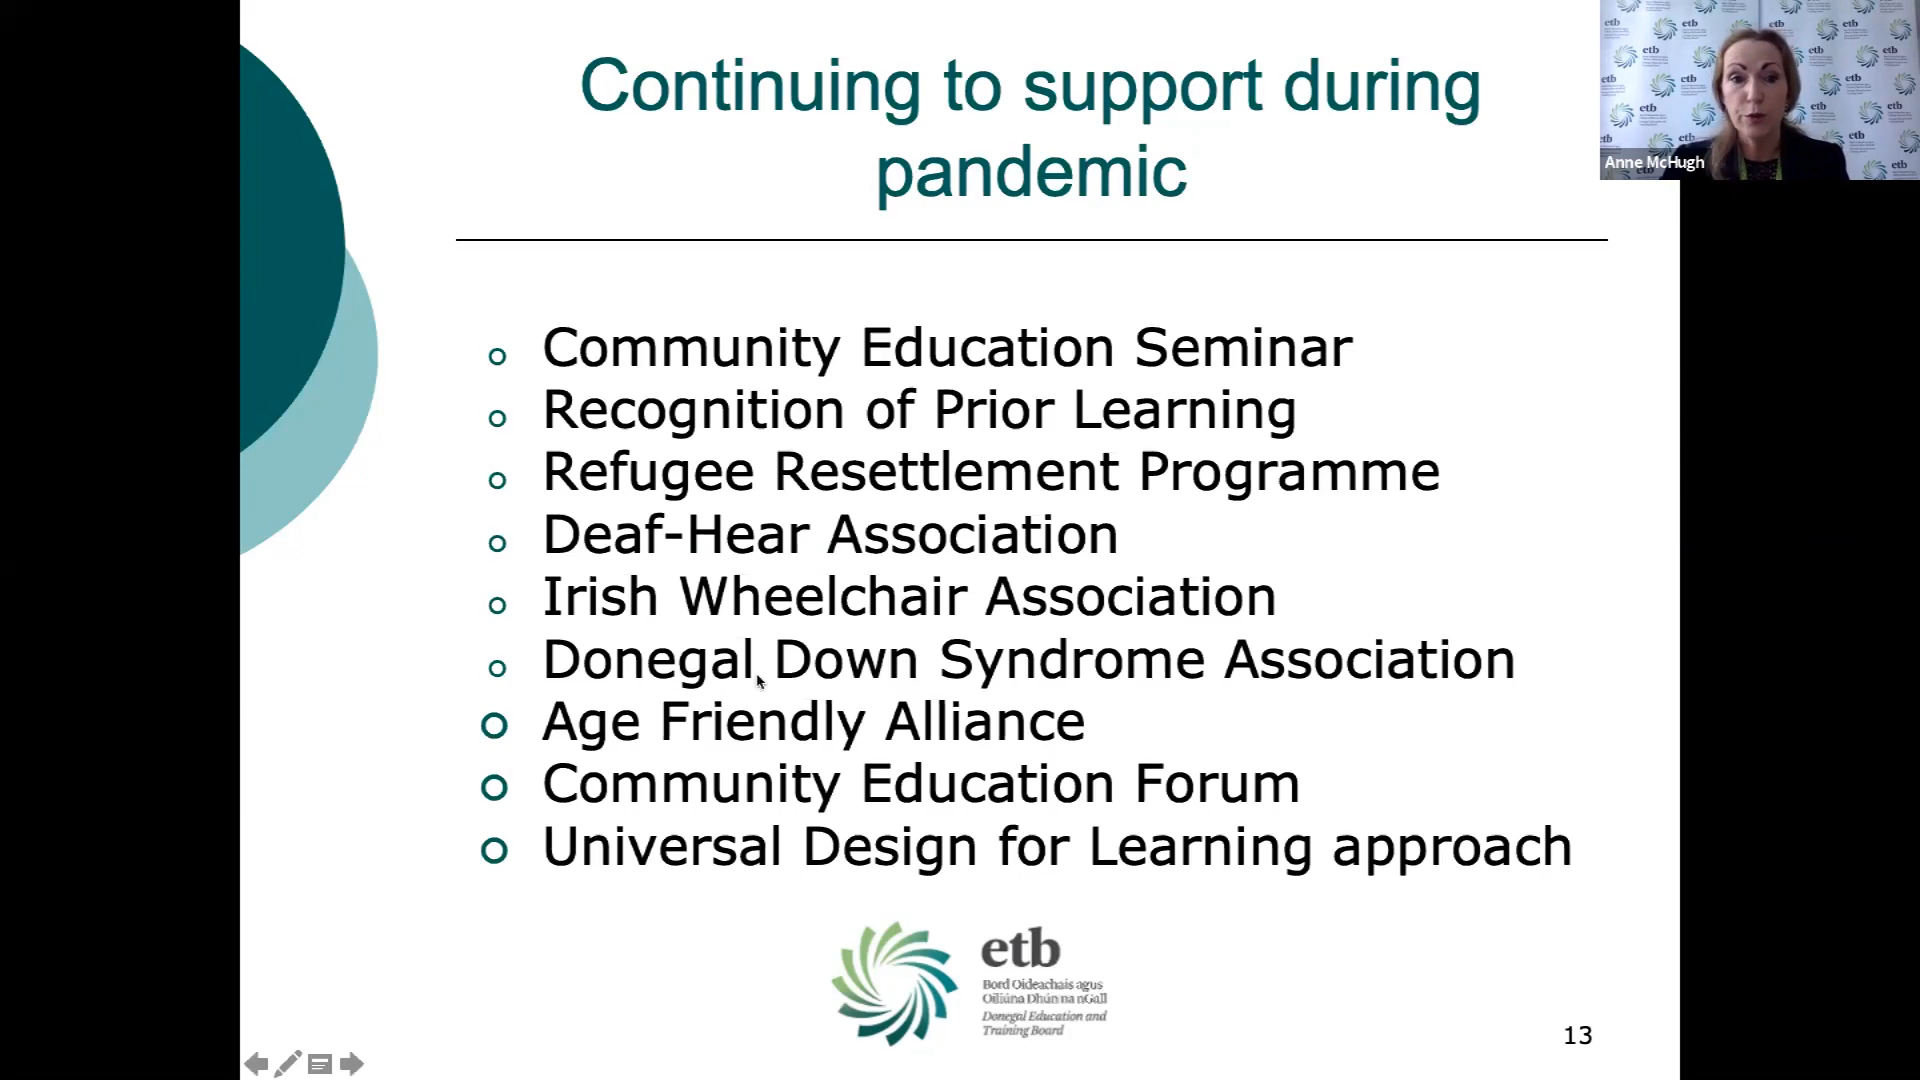 Continuing to support during
pandemic
Anne McHugh
Community Education Seminar
Recognition of Prior Learning
Refugee Resettlement Programme
Deaf-Hear Association
Irish Wheelchair Association
Donegal Down Syndrome Association
Age Friendly Alliance
Community Education Forum
Universal Design for Learning approach
etb
Bord Oideachais agus
Oiliúna Dhún na nGall
Donegal Education and
Training Board
13